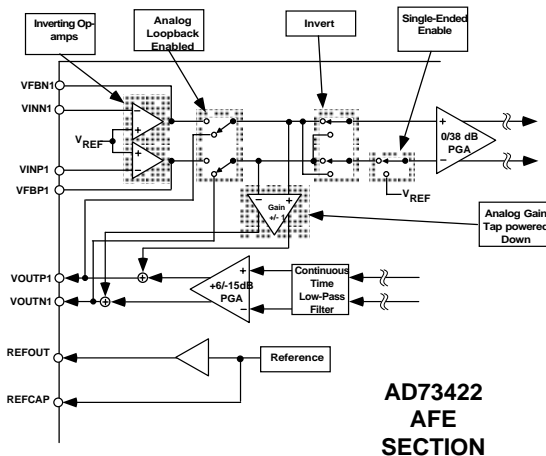 Inverting Op-
amps
Analog
Loopback
Enabled
Invert
Single-Ended
Enable
VFBN1
VINN1
VREF
VINP1
VFBP1
0/38 dB
PGA
VREF
Gain
+/- 1
Analog Gain
Tap powered
Down
VOUTP1
VOUTN1
+6/-15dB
PGA
Continuous
Time
Low-Pass
Filter
REFOUT
Reference
REFCAP
AD73422
AFE
SECTION